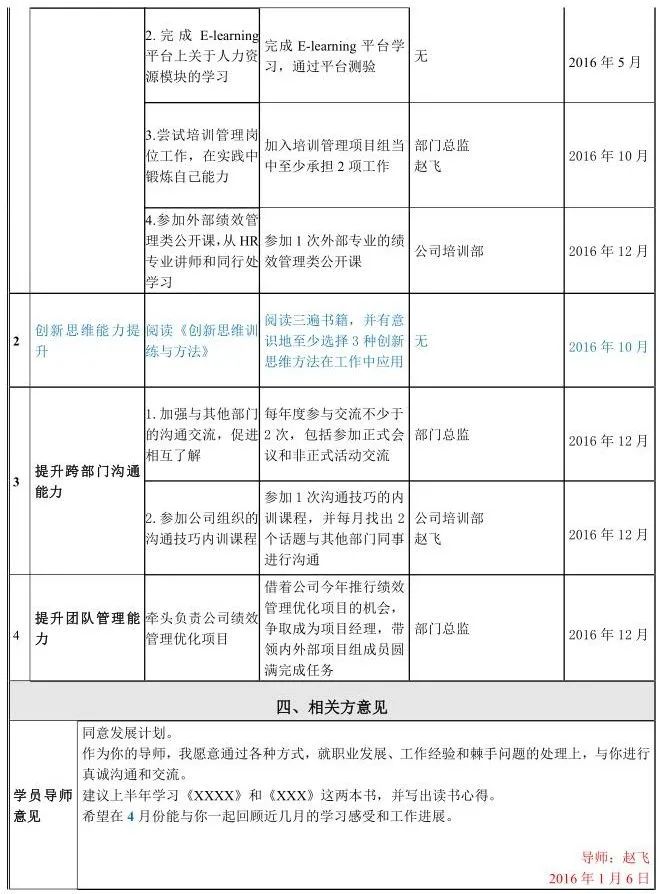 2. 完成 E-learning
平台上关于人力资
源模块的学习
完成 E-learning 平台学
习，通过平台测验
无
2016 年 5 月
3.尝试培训管理岗
位工作，在实践中
锻炼自己能力
加入培训管理项目组当
中至少承担 2 项工作
部门总监
赵飞
2016 年 10 月
4.参加外部绩效管
理类公开课，从 HR
专业讲师和同行处
学习
参加 1 次外部专业的绩
效管理类公开课
公司培训部
2016 年 12 月
2
创新思维能力提
升
阅读《创新思维训
练与方法》
阅读三遍书籍，并有意
识地至少选择 3 种创新
思维方法在工作中应用
无
2016 年 10 月
3
提升跨部门沟通
能力
1. 加强与其他部门
的沟通交流，促进
相互了解
每年度参与交流不少于
2 次，包括参加正式会
议和非正式活动交流
部门总监
2016 年 12 月
2. 参加公司组织的
沟通技巧内训课程
参加 1 次沟通技巧的内
训课程，并每月找出 2
个话题与其他部门同事
进行沟通
公司培训部
赵飞
2016 年 12 月
4
提升团队管理能
力
牵头负责公司绩效
管理优化项目
借着公司今年推行绩效
管理优化项目的机会，
争取成为项目经理，带
领内外部项目组成员圆
满完成任务
部门总监
2016 年 12 月
四、相关方意见
学员导师
意见
同意发展计划。
作为你的导师，我愿意通过各种方式，就职业发展、工作经验和棘手问题的处理上，与你进行
真诚沟通和交流。
建议上半年学习《XXXX》和《XXX》这两本书，并写出读书心得。
希望在 4 月份能与你一起回顾近几月的学习感受和工作进展。
导师：赵飞
2016 年 1 月 6 日